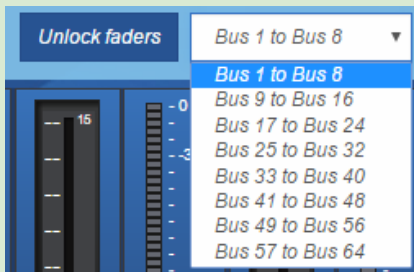 Unlock faders
Bus 1 to Bus 8
Bus 1 to Bus 8
Bus 9 to Bus 16
Bus 17 to Bus 24
Bus 25 to Bus 32
Bus 33 to Bus 40
Bus 41 to Bus 48
Bus 49 to Bus 56
Bus 57 to Bus 64
15
0